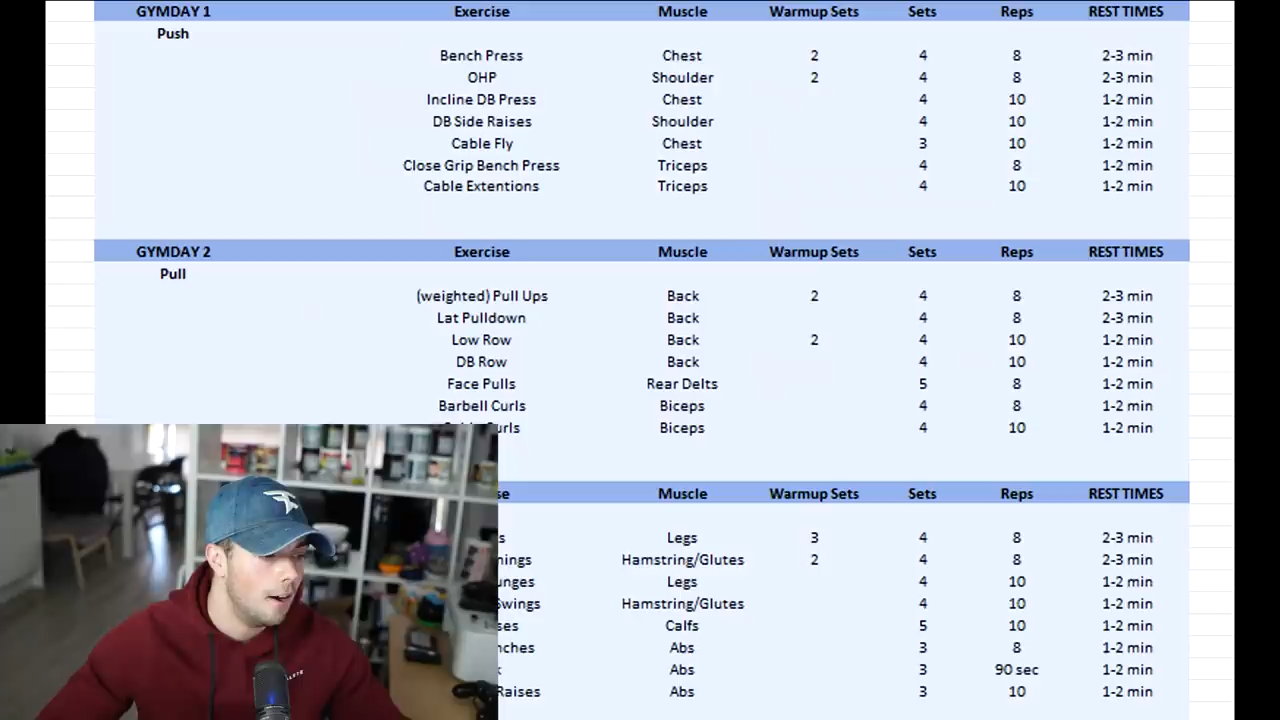 GYMDAY 1 Exercise Muscle Warmup Sets Sets Reps REST TIMES
Push
Bench Press Chest 2 4 8 2-3 min
OHP Shoulder 2 4 8 2-3 min
Incline DB Press Chest 4 10 1-2 min
DB Side Raises Shoulder 4 10 1-2 min
Cable Fly Chest 3 10 1-2 min
Close Grip Bench Press Triceps 4 8 1-2 min
Cable Extentions Triceps 4 10 1-2 min
GYMDAY 2 Exercise Muscle Warmup Sets Sets Reps REST TIMES
Pull
(weighted) Pull Ups Back 2 4 8 2-3 min
Lat Pulldown Back 4 8 2-3 min
Low Row Back 2 4 10 1-2 min
DB Row Back 4 10 1-2 min
Face Pulls Rear Delts 5 8 1-2 min
Barbell Curls Biceps 4 8 1-2 min
Biceps 4 10 1-2 min
Muscle Warmup Sets Sets Reps REST TIMES
Legs 3 4 8 2-3 min
Hamstring/Glutes 2 4 8 2-3 min
Legs 4 10 1-2 min
Swings Hamstring/Glutes 4 10 1-2 min
Calfs 5 10 1-2 min
Abs 3 8 1-2 min
Abs 3 90 sec 1-2 min
Raises Abs 3 10 1-2 min